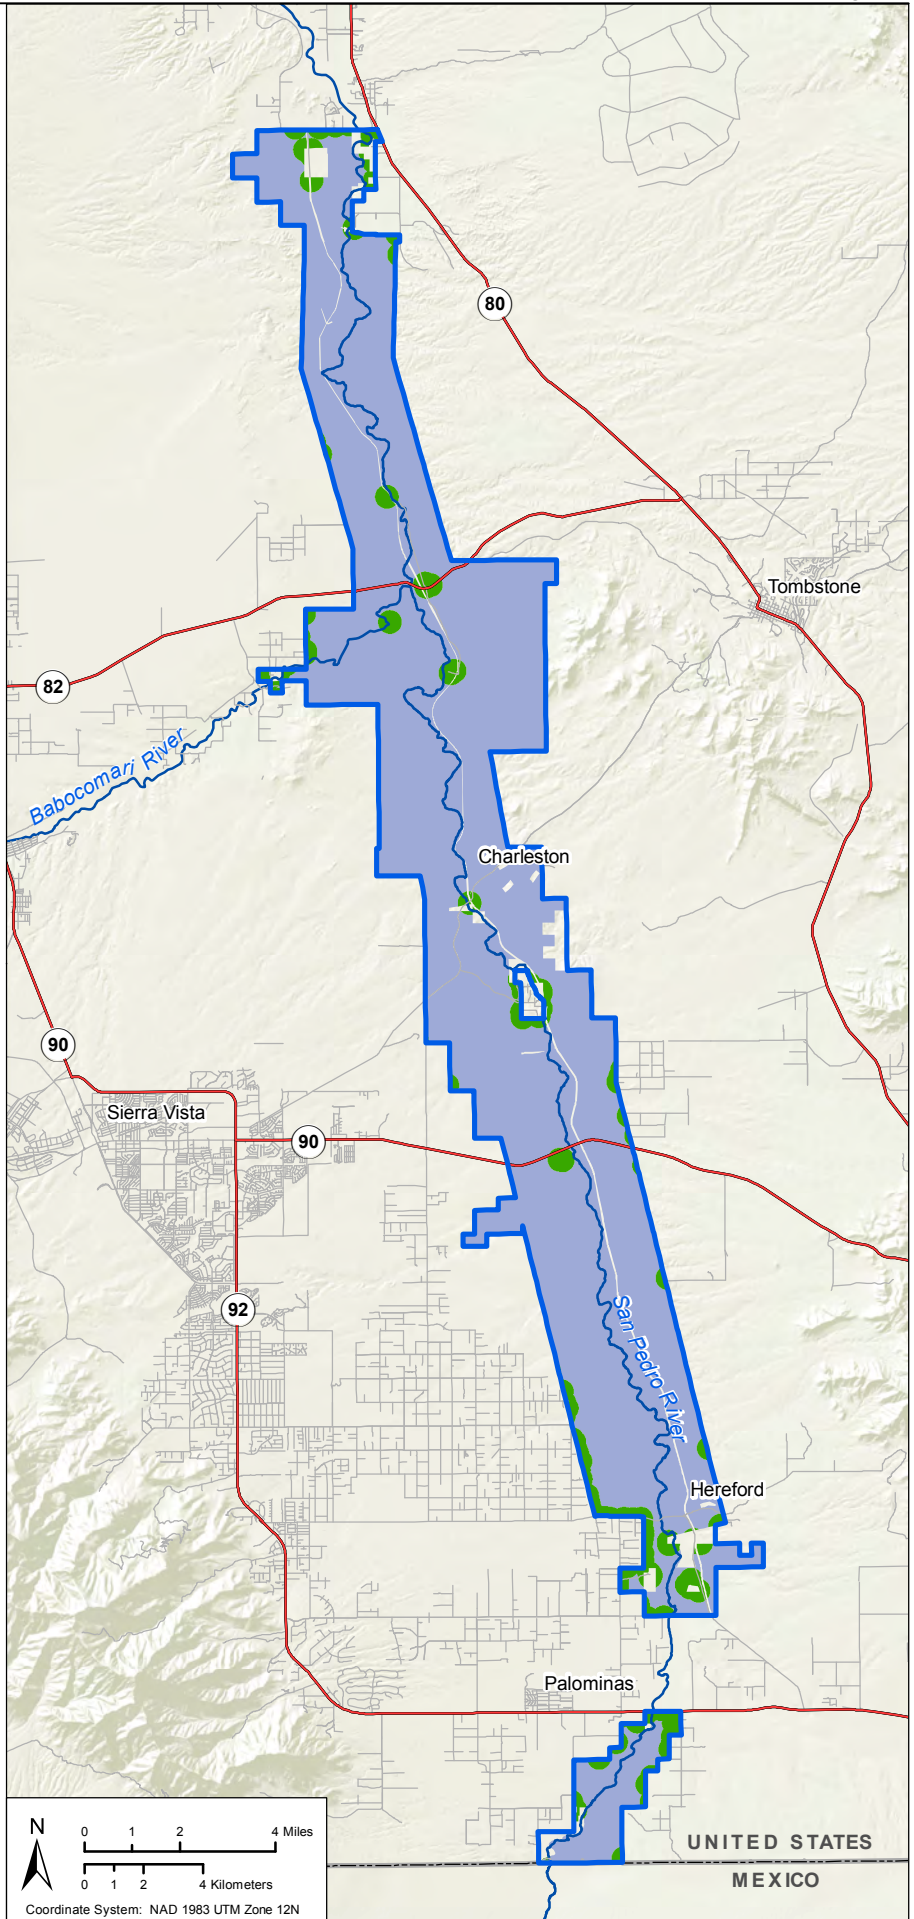 80
Tombstone
82
Babocomari River
Charleston
90
Sierra Vista
90
92
San Pedro River
Hereford
Palominas
N
0 1 2 4 Miles
0 1 2 4 Kilometers
Coordinate System: NAD 1983 UTM Zone 12N
UNITED STATES
MEXICO